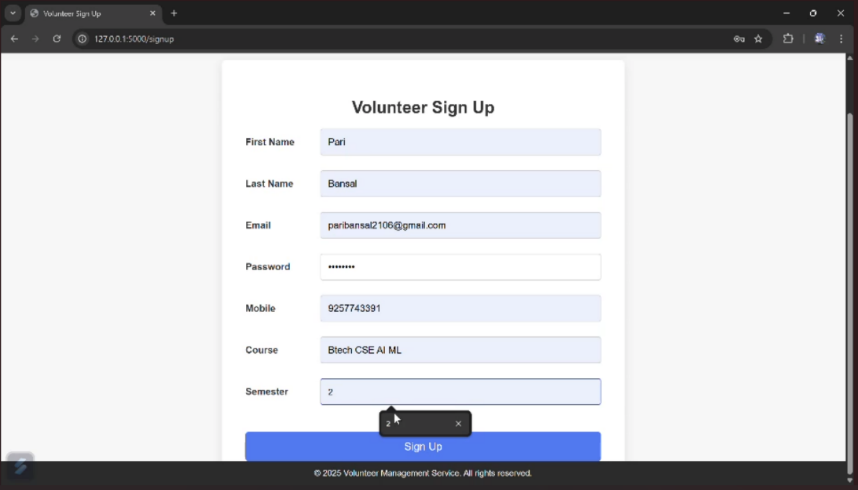 Volunteer Sign Up
127.0.0.1:5000/signup
Volunteer Sign Up
First Name Pari
Last Name Bansal
Email paribansal2106@gmail.com
Password ••••••••
Mobile 9257743391
Course Btech CSE AI ML
Semester 2
2
Sign Up
© 2025 Volunteer Management Service. All rights reserved.